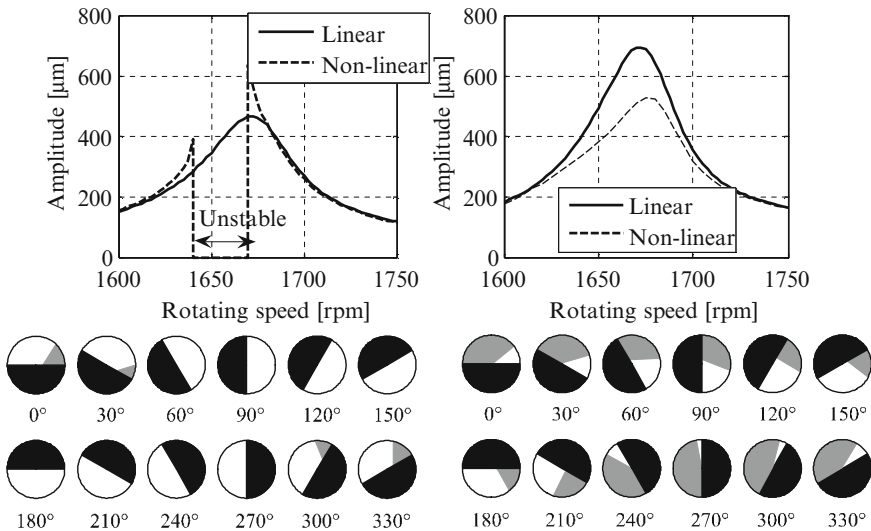 800
600
400
200
0
Amplitude [μm]
Linear
Non-linear
Unstable
1600
1650
1700
1750
Rotating speed [rpm]
800
600
400
200
0
Amplitude [μm]
Linear
Non-linear
1600
1650
1700
1750
Rotating speed [rpm]
0° 30° 60° 90° 120° 150°
180° 210° 240° 270° 300° 330°
0° 30° 60° 90° 120° 150°
180° 210° 240° 270° 300° 330°